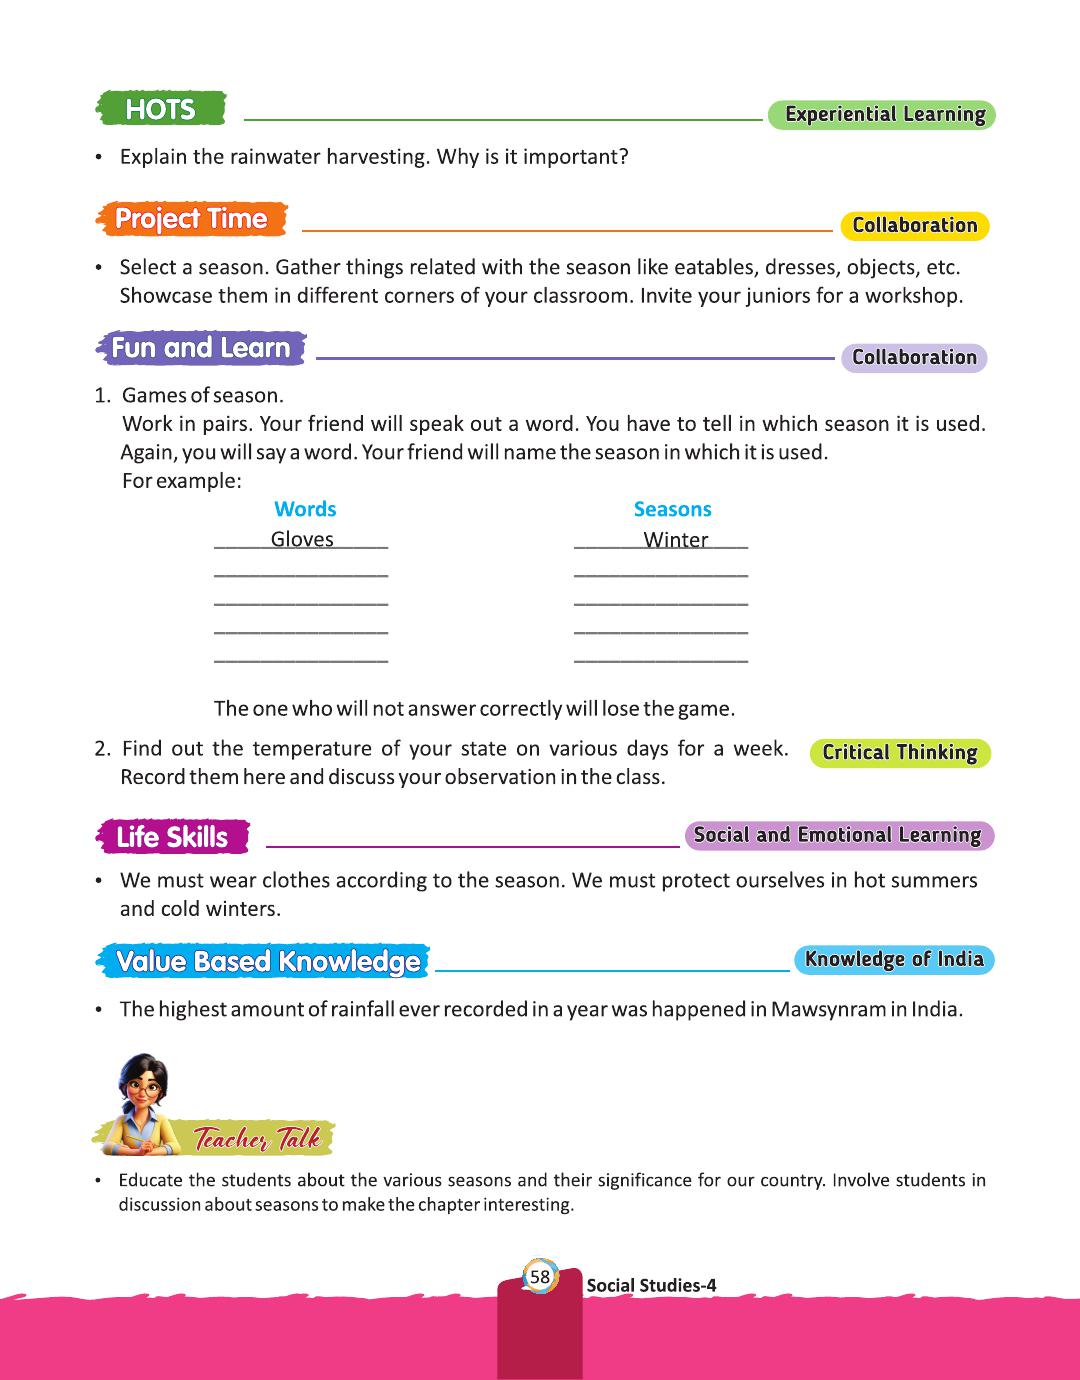 HOTS
Experiential Learning
• Explain the rainwater harvesting. Why is it important?
Project Time
Collaboration
• Select a season. Gather things related with the season like eatables, dresses, objects, etc.
Showcase them in different corners of your classroom. Invite your juniors for a workshop.
Fun and Learn
Collaboration
1. Games of season.
Work in pairs. Your friend will speak out a word. You have to tell in which season it is used.
Again, you will say a word. Your friend will name the season in which it is used.
For example:
Words Seasons
Gloves Winter
The one who will not answer correctly will lose the game.
2. Find out the temperature of your state on various days for a week.
Critical Thinking
Record them here and discuss your observation in the class.
Life Skills
Social and Emotional Learning
• We must wear clothes according to the season. We must protect ourselves in hot summers
and cold winters.
Value Based Knowledge
Knowledge of India
• The highest amount of rainfall ever recorded in a year was happened in Mawsynram in India.
Teacher Talk
• Educate the students about the various seasons and their significance for our country. Involve students in
discussion about seasons to make the chapter interesting.
58
Social Studies-4